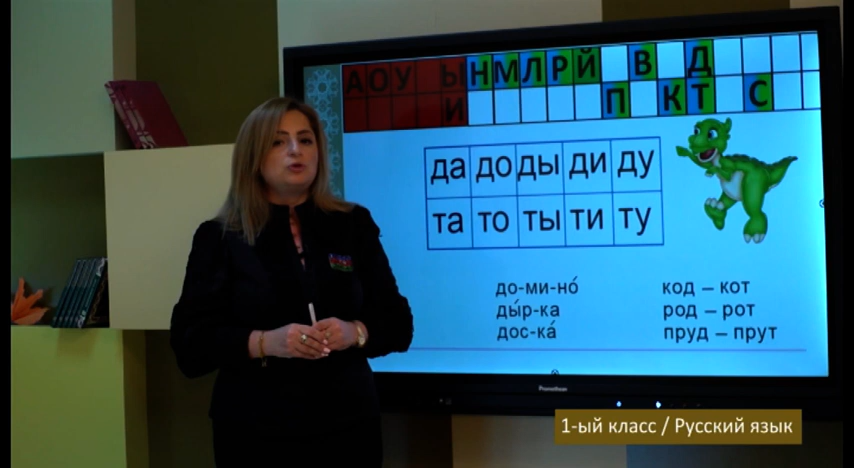 А О У Ы Н М Л Р Й В Д
И П К Т С
да до ды ди ду
та то ты ти ту
до-ми-но́ код – кот
ды́р-ка род – рот
дос-ка́ пруд – прут
Promethean
1-ый класс / Русский язык